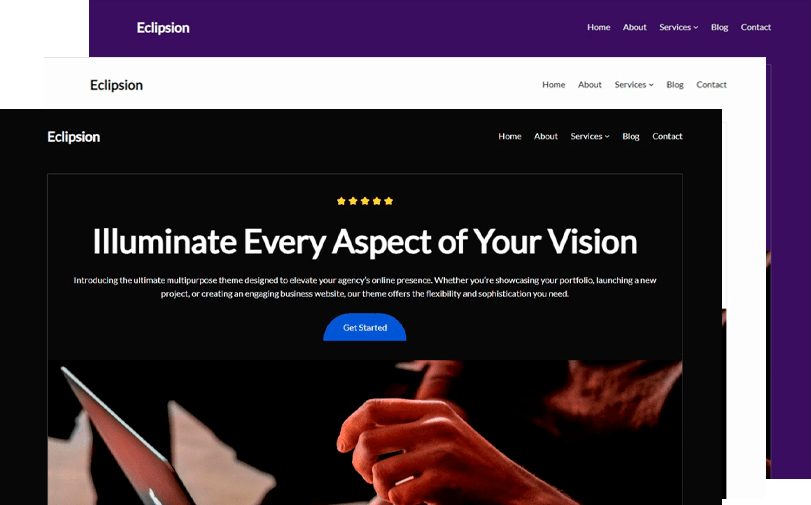 Eclipsion
Home About Services Blog Contact
Eclipsion
Home About Services Blog Contact
Eclipsion
Home About Services Blog Contact
Illuminate Every Aspect of Your Vision
Introducing the ultimate multipurpose theme designed to elevate your agency's online presence. Whether you're showcasing your portfolio, launching a new
project, or creating an engaging business website, our theme offers the flexibility and sophistication you need.
Get Started